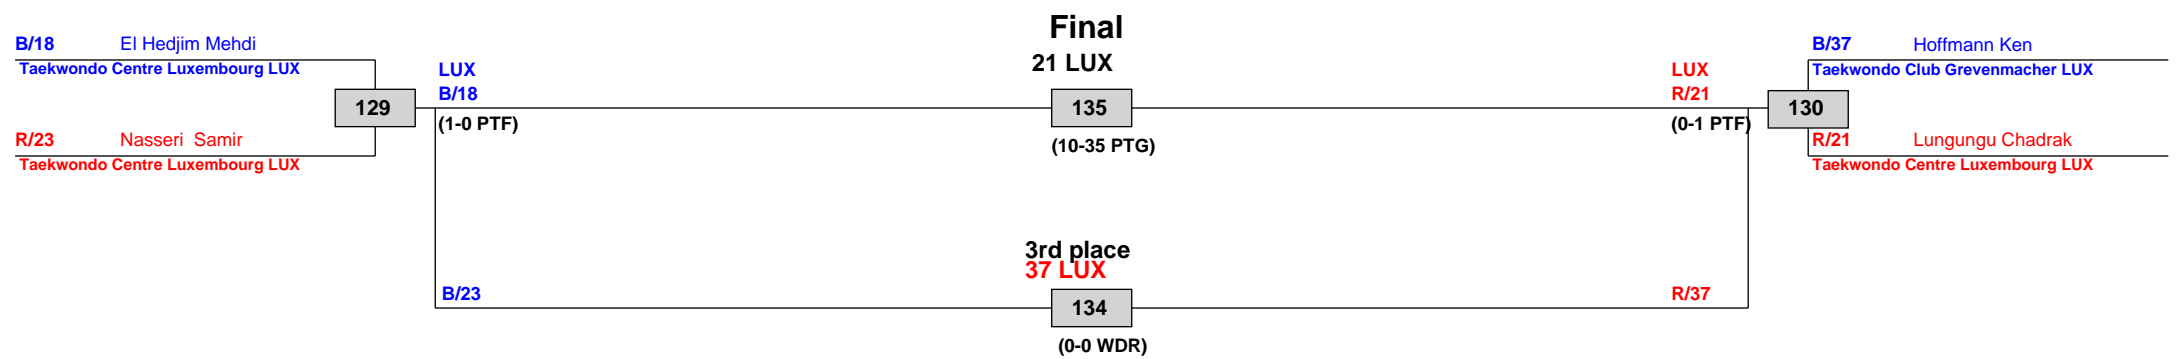 Final
21 LUX
B/18 El Hedjim Mehdi
Taekwondo Centre Luxembourg LUX
129
R/23 Nasseri  Samir
Taekwondo Centre Luxembourg LUX
LUX
B/18
(1-0 PTF)
135
(10-35 PTG)
LUX
R/21
(0-1 PTF)
B/37 Hoffmann Ken
Taekwondo Club Grevenmacher LUX
130
R/21 Lungungu Chadrak
Taekwondo Centre Luxembourg LUX
3rd place
37 LUX
B/23
134
R/37
(0-0 WDR)